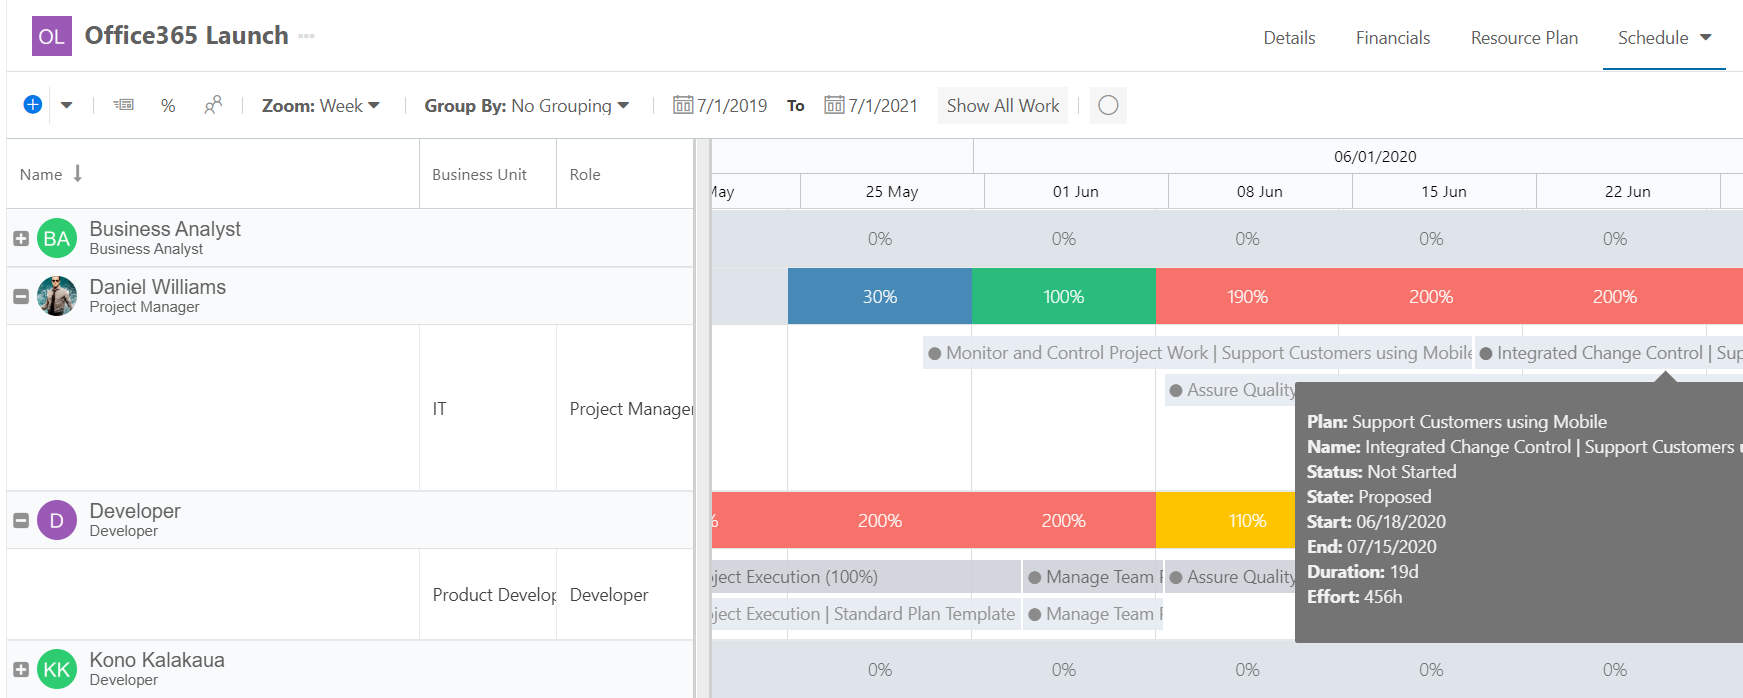 OL Office365 Launch
Details Financials Resource Plan Schedule
% Zoom: Week Group By: No Grouping 7/1/2019 To 7/1/2021 Show All Work
Name Business Unit Role
06/01/2020
May 25 May 01 Jun 08 Jun 15 Jun 22 Jun
BA Business Analyst
Business Analyst
0% 0% 0% 0% 0%
Daniel Williams
Project Manager
30% 100% 190% 200% 200%
Monitor and Control Project Work | Support Customers using Mobile Integrated Change Control | Sup
Assure Quality
IT Project Manager
Plan: Support Customers using Mobile
Name: Integrated Change Control | Support Customers
Status: Not Started
State: Proposed
Start: 06/18/2020
End: 07/15/2020
Duration: 19d
Effort: 456h
D Developer
Developer
% 200% 200% 110%
ject Execution (100%) Manage Team Assure Quality
Product Develop Developer
ject Execution | Standard Plan Template Manage Team
KK Kono Kalakaua
Developer
0% 0% 0% 0% 0%